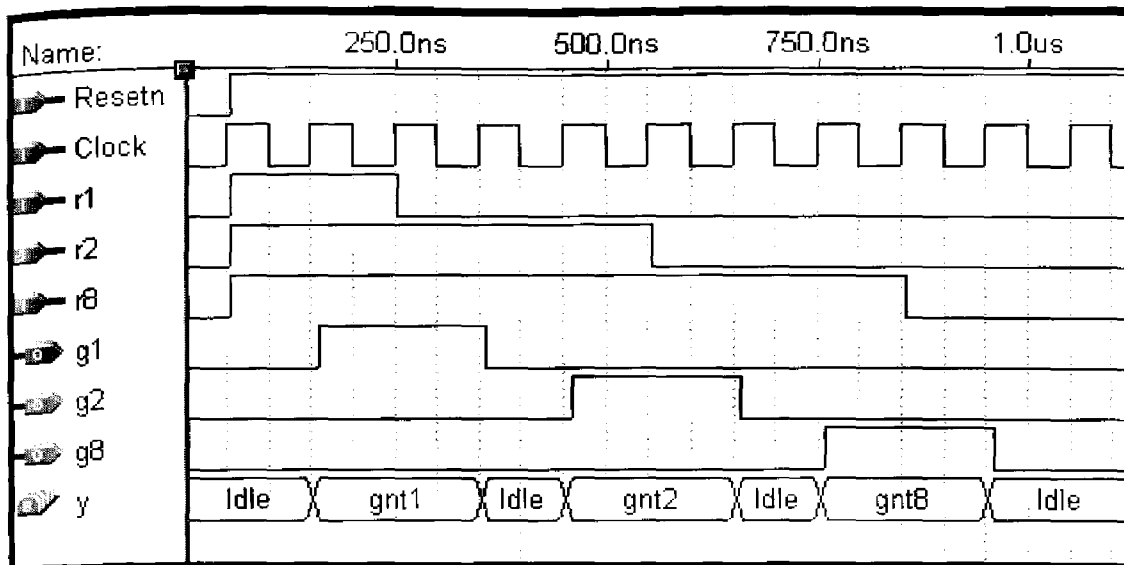 Name: 250.0ns 500.0ns 750.0ns 1.0us
Resetn
Clock
r1
r2
r8
g1
g2
g8
y Idle gnt1 Idle gnt2 Idle gnt8 Idle